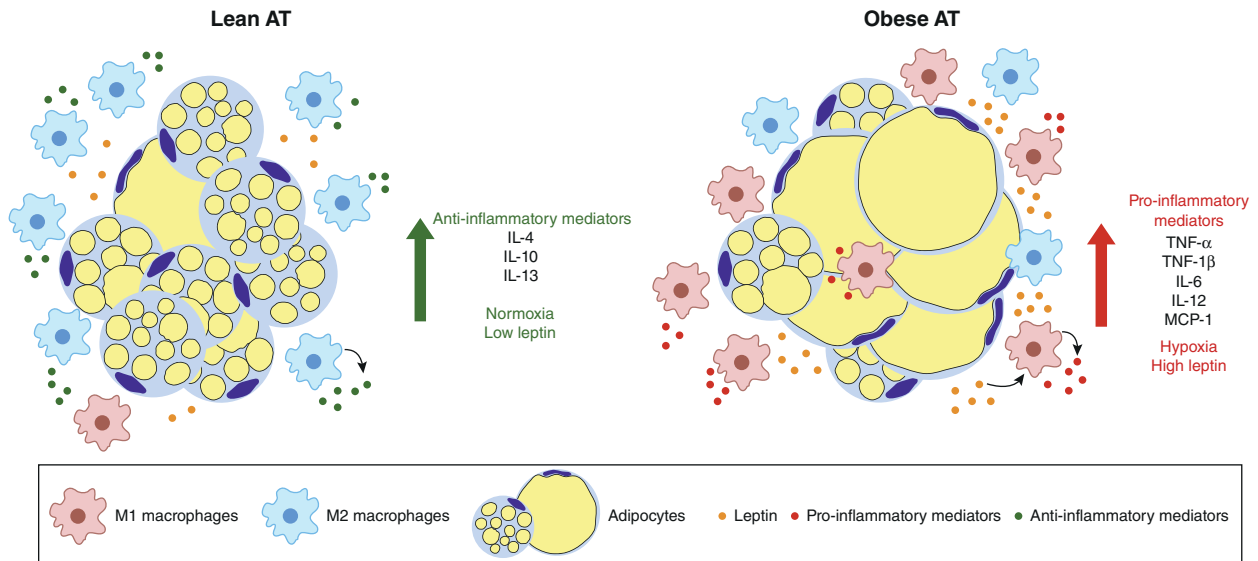 Lean AT
Obese AT
Anti-inflammatory mediators
IL-4
IL-10
IL-13
Normoxia
Low leptin
Pro-inflammatory
mediators
TNF-α
TNF-1β
IL-6
IL-12
MCP-1
Hypoxia
High leptin
M1 macrophages
M2 macrophages
Adipocytes
Leptin
Pro-inflammatory mediators
Anti-inflammatory mediators